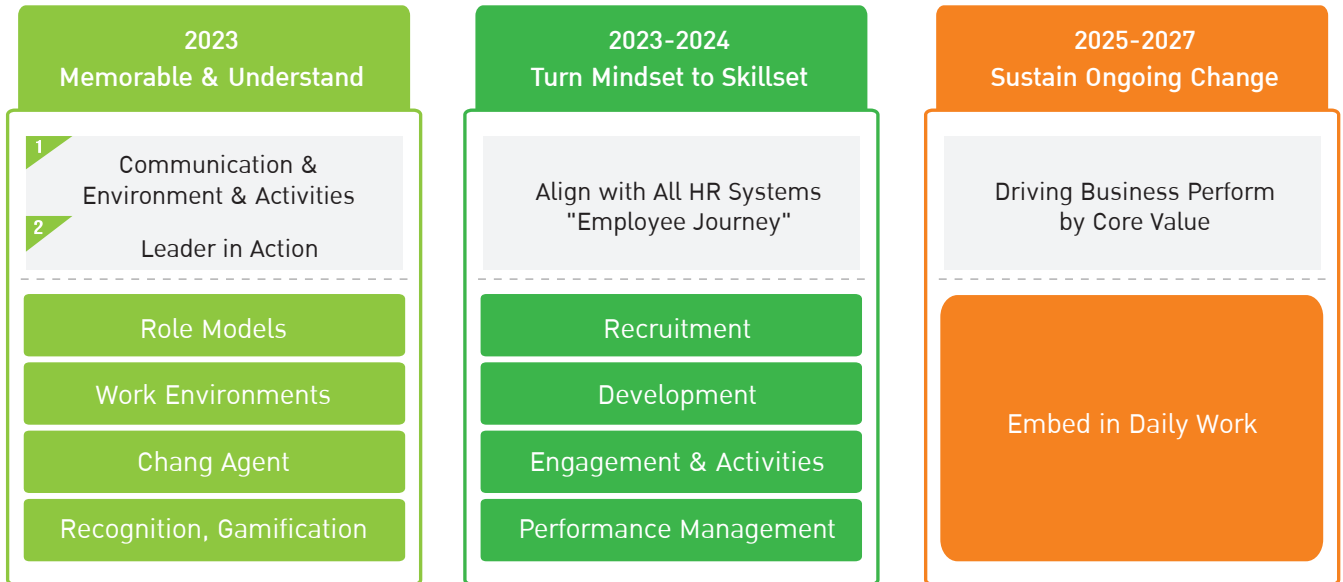 2023
Memorable & Understand
1
Communication &
Environment & Activities
2
Leader in Action
Role Models
Work Environments
Chang Agent
Recognition, Gamification
2023-2024
Turn Mindset to Skillset
Align with All HR Systems
"Employee Journey"
Recruitment
Development
Engagement & Activities
Performance Management
2025-2027
Sustain Ongoing Change
Driving Business Perform
by Core Value
Embed in Daily Work